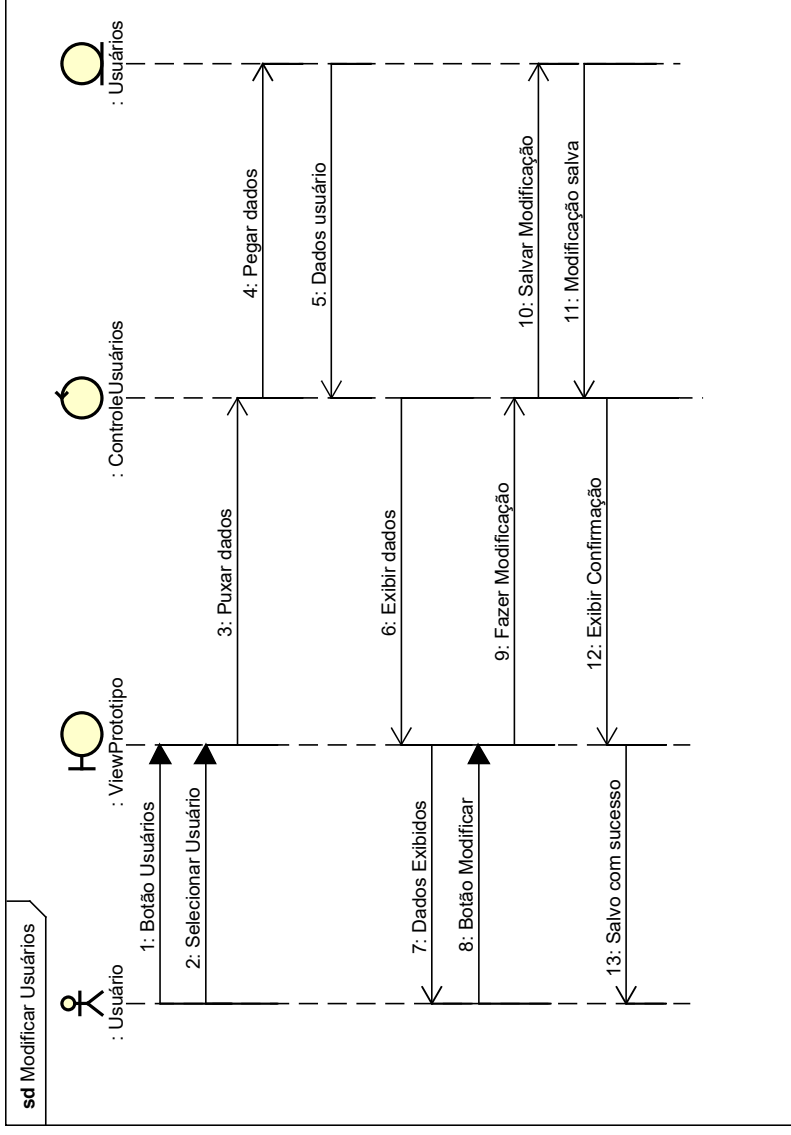 sd Modificar Usuários
: Usuário
: ViewPrototipo
: ControleUsuários
: Usuários
1: Botão Usuários
2: Selecionar Usuário
3: Puxar dados
4: Pegar dados
5: Dados usuário
6: Exibir dados
7: Dados Exibidos
8: Botão Modificar
9: Fazer Modificação
10: Salvar Modificação
11: Modificação salva
12: Exibir Confirmação
13: Salvo com sucesso